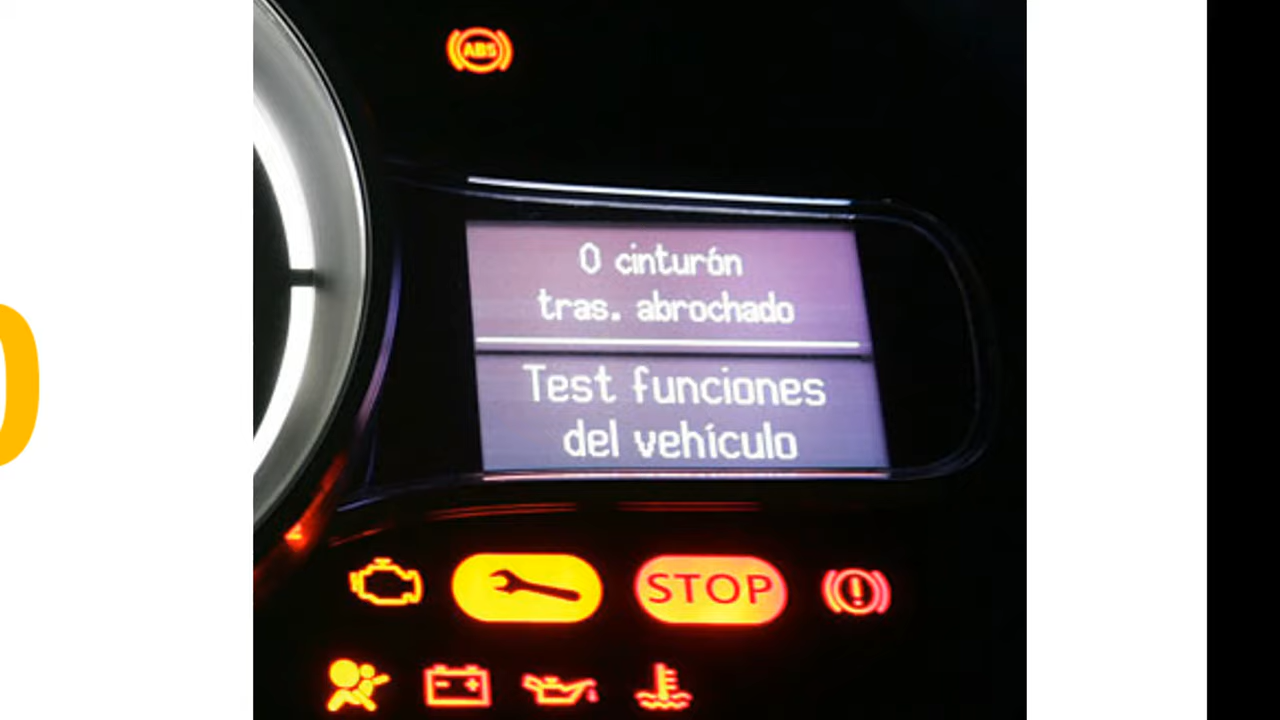 ABS
0 cinturón
tras. abrochado
Test funciones
del vehículo
STOP